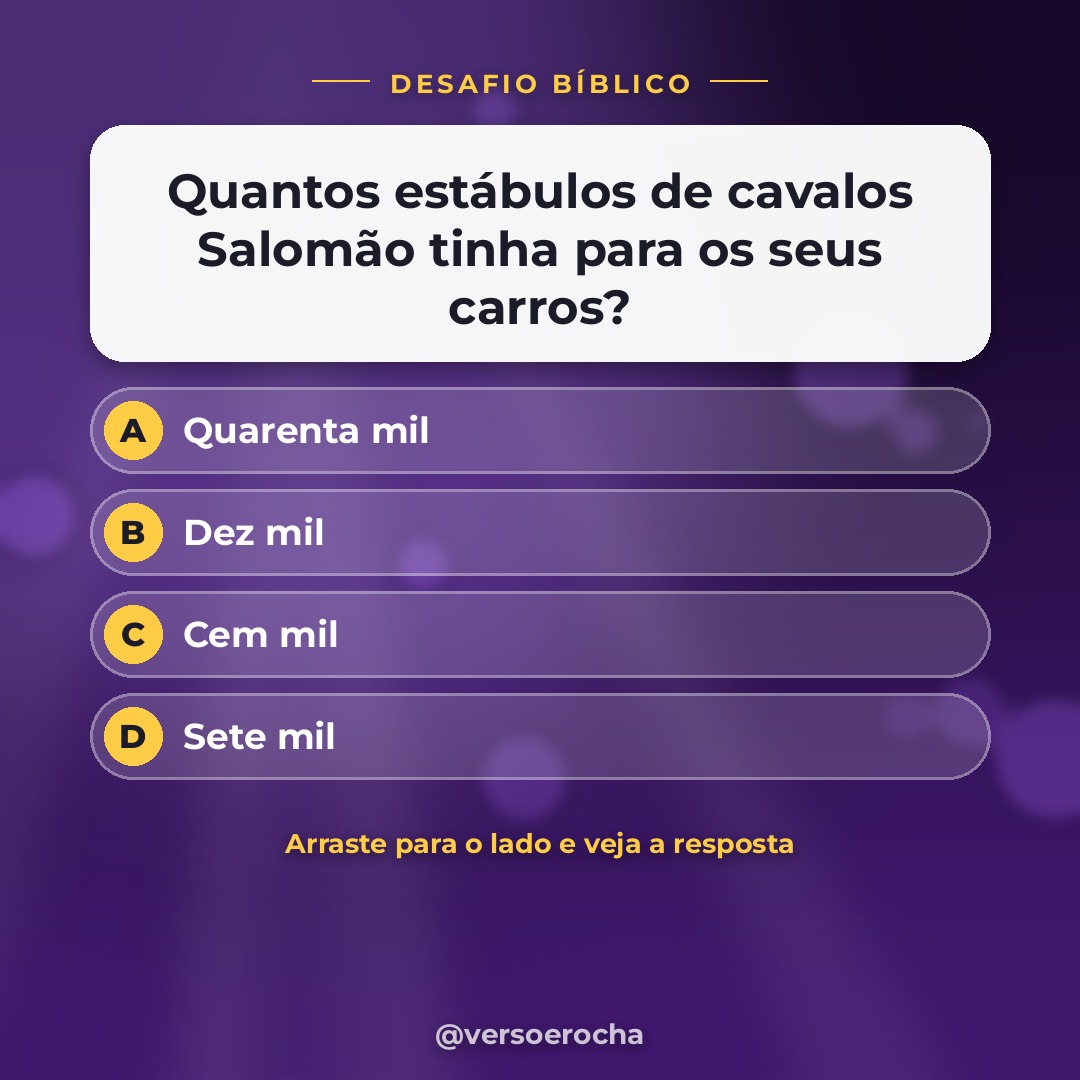 DESAFIO BÍBLICO
Quantos estábulos de cavalos
Salomão tinha para os seus
carros?
A Quarenta mil
B Dez mil
C Cem mil
D Sete mil
Arraste para o lado e veja a resposta
@versoerocha